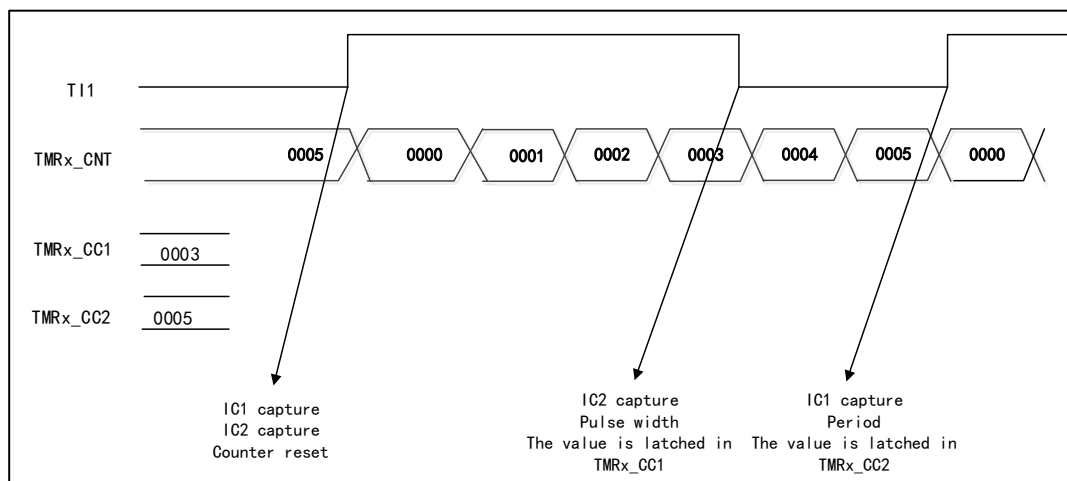 TI1
TMRx_CNT
0005 0000 0001 0002 0003 0004 0005 0000
TMRx_CC1 0003
TMRx_CC2 0005
IC1 capture
IC2 capture
Counter reset
IC2 capture
Pulse width
The value is latched in
TMRx_CC1
IC1 capture
Period
The value is latched in
TMRx_CC2